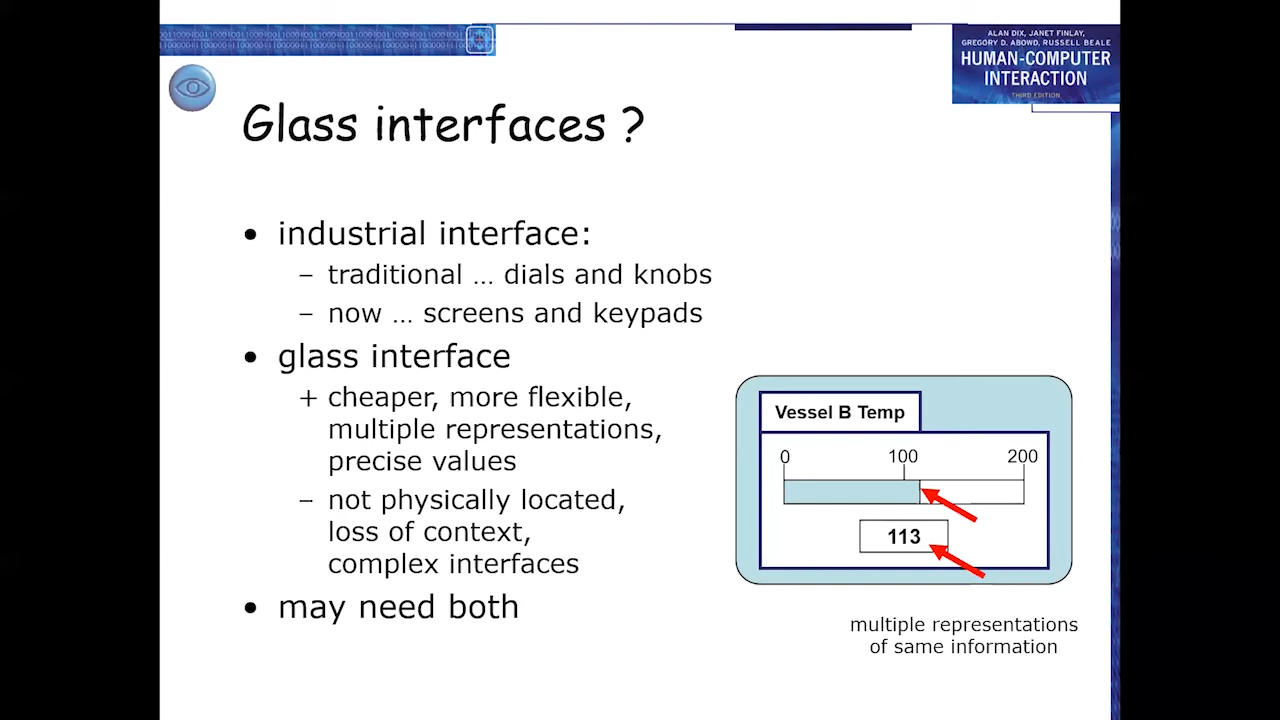 ALAN DIX, JANET FINLAY,
GREGORY D. ABOWD, RUSSELL BEALE
HUMAN-COMPUTER
INTERACTION
THIRD EDITION
Glass interfaces ?
• industrial interface:
– traditional … dials and knobs
– now … screens and keypads
• glass interface
+ cheaper, more flexible,
multiple representations,
precise values
– not physically located,
loss of context,
complex interfaces
• may need both
Vessel B Temp
0 100 200
113
multiple representations
of same information